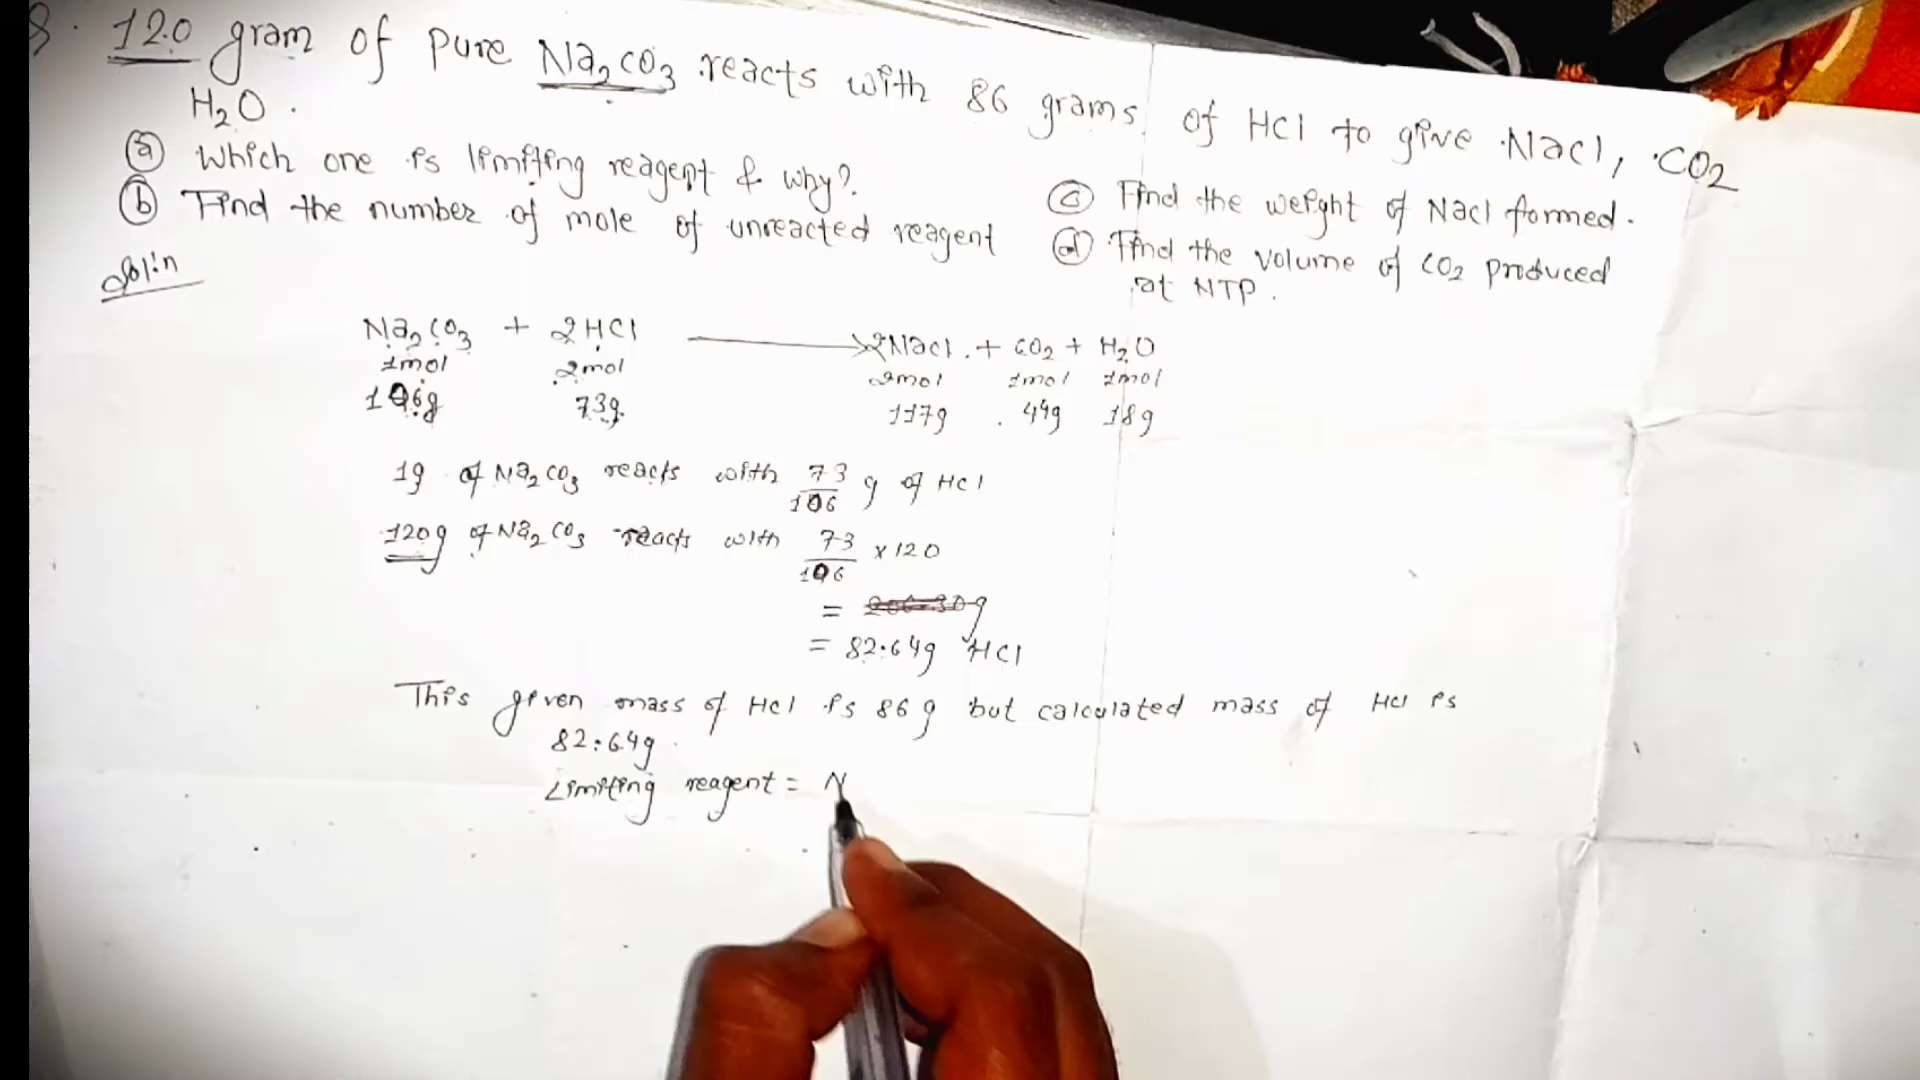 Q. 120 gram of pure Na₂CO₃ reacts with 86 grams of HCl to give NaCl, CO₂
H₂O.
(a) Which one is limiting reagent & why?
(b) Find the number of mole of unreacted reagent
(c) Find the weight of NaCl formed.
(d) Find the volume of CO₂ produced
at NTP.
Sol:n
Na₂CO₃ + 2HCl ⟶ 2NaCl + CO₂ + H₂O
1mol 2mol 2mol 1mol 1mol
106g 73g 117g 44g 18g
1g of Na₂CO₃ reacts with 73/106 g of HCl
120g of Na₂CO₃ reacts with 73/106 × 120
=
= 82.64g HCl
This given mass of HCl is 86g but calculated mass of HCl is
82.64g
Limiting reagent = N